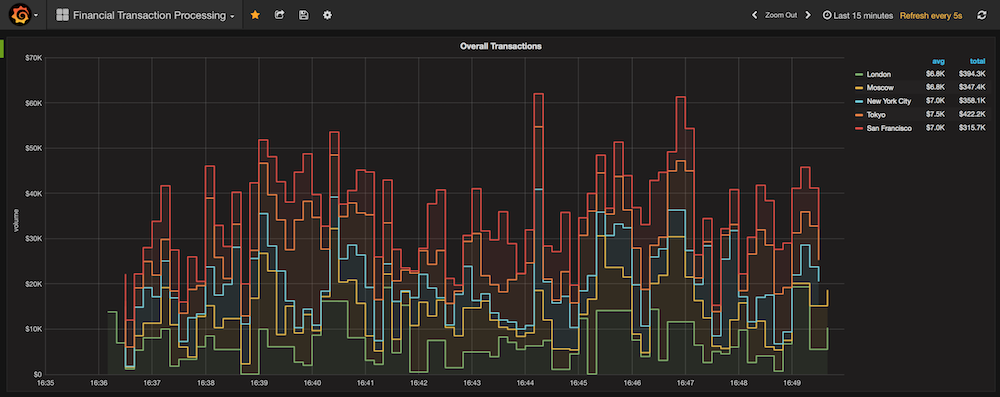 Financial Transaction Processing
Zoom Out Last 15 minutes Refresh every 5s
Overall Transactions
$70K
$60K
$50K
$40K
$30K
$20K
$10K
$0
volume
16:35 16:36 16:37 16:38 16:39 16:40 16:41 16:42 16:43 16:44 16:45 16:46 16:47 16:48 16:49
avg total
London $6.8K $394.3K
Moscow $6.8K $347.4K
New York City $7.0K $358.1K
Tokyo $7.5K $422.2K
San Francisco $7.0K $315.7K